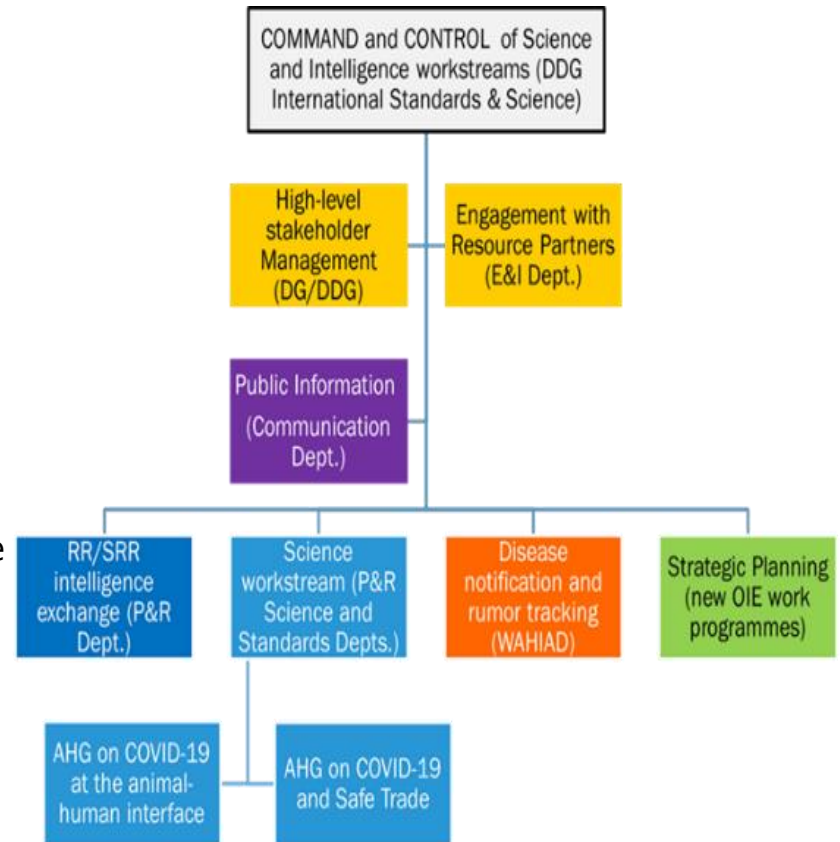 COMMAND and CONTROL of Science
and Intelligence workstreams (DDG
International Standards & Science)
High-level
stakeholder
Management
(DG/DDG)
Engagement with
Resource Partners
(E&I Dept.)
Public Information
(Communication
Dept.)
e
RR/SRR
intelligence
exchange (P&R
Dept.)
Science
workstream (P&R
Science and
Standards Depts.)
Disease
notification and
rumor tracking
(WAHIAD)
Strategic Planning
(new OIE work
programmes)
AHG on COVID-19
at the animal-
human interface
AHG on COVID-19
and Safe Trade